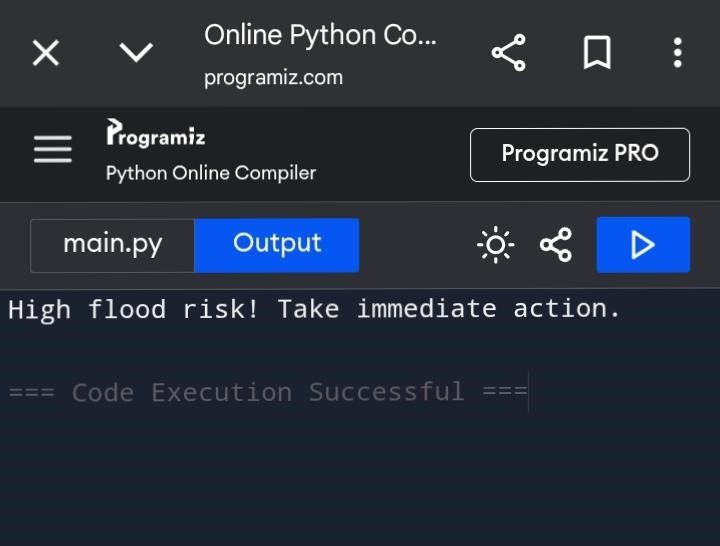 Online Python Co...
programiz.com
Programiz
Python Online Compiler
Programiz PRO
main.py
Output
High flood risk! Take immediate action.
=== Code Execution Successful ===